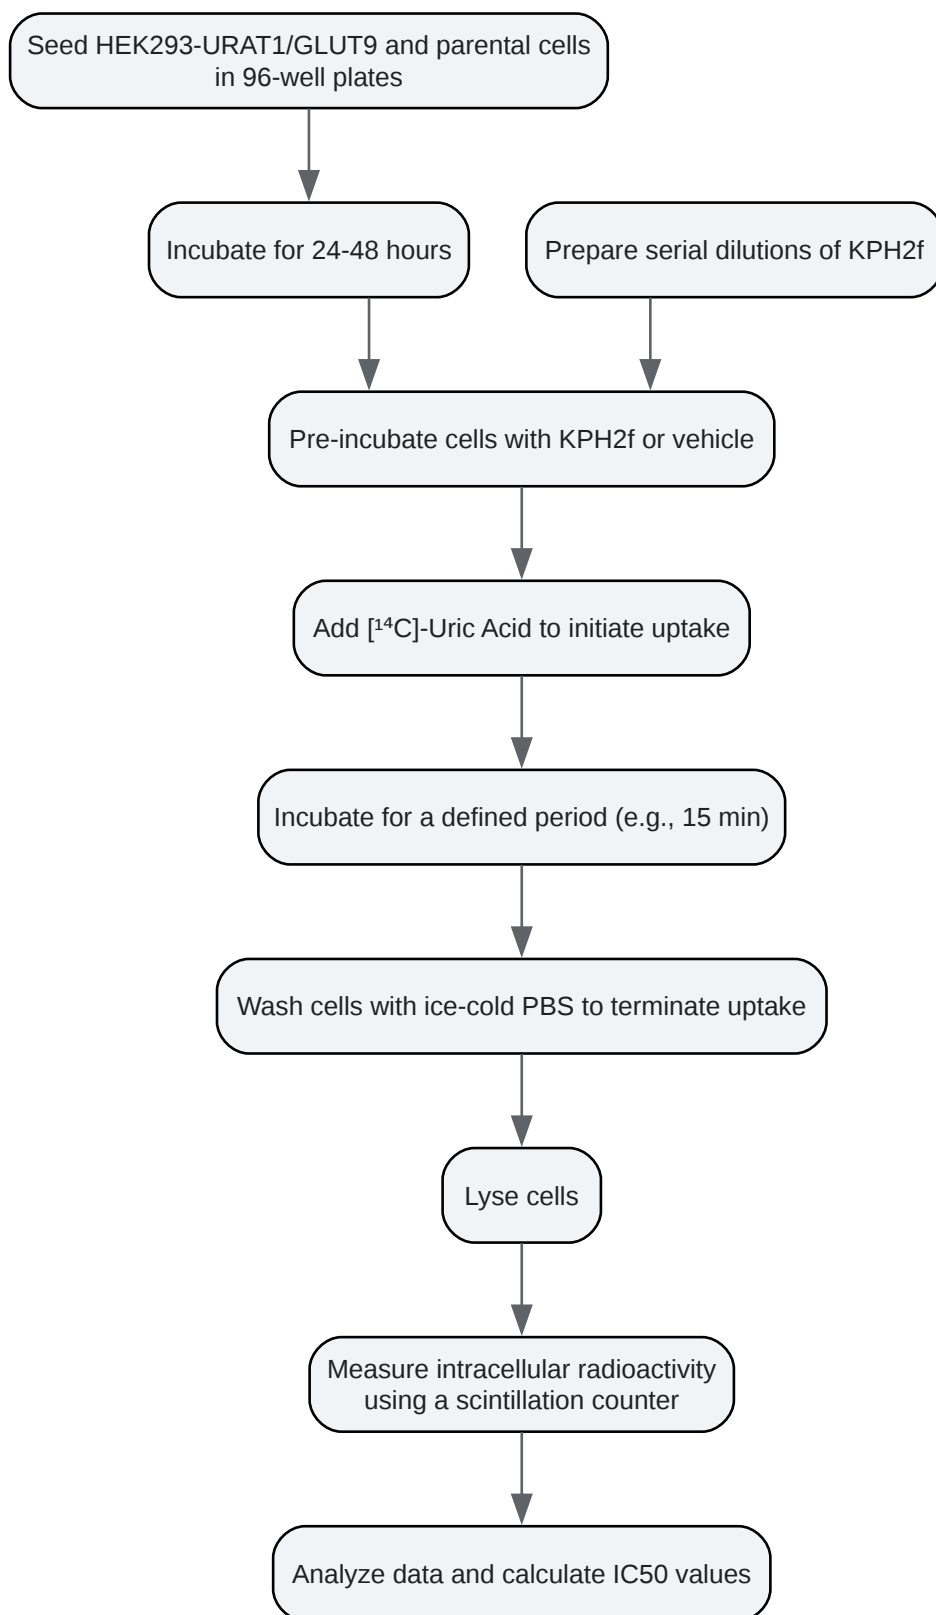 Seed HEK293-URAT1/GLUT9 and parental cells
in 96-well plates
Incubate for 24-48 hours
Prepare serial dilutions of KPH2f
Pre-incubate cells with KPH2f or vehicle
Add [¹⁴C]-Uric Acid to initiate uptake
Incubate for a defined period (e.g., 15 min)
Wash cells with ice-cold PBS to terminate uptake
Lyse cells
Measure intracellular radioactivity
using a scintillation counter
Analyze data and calculate IC50 values